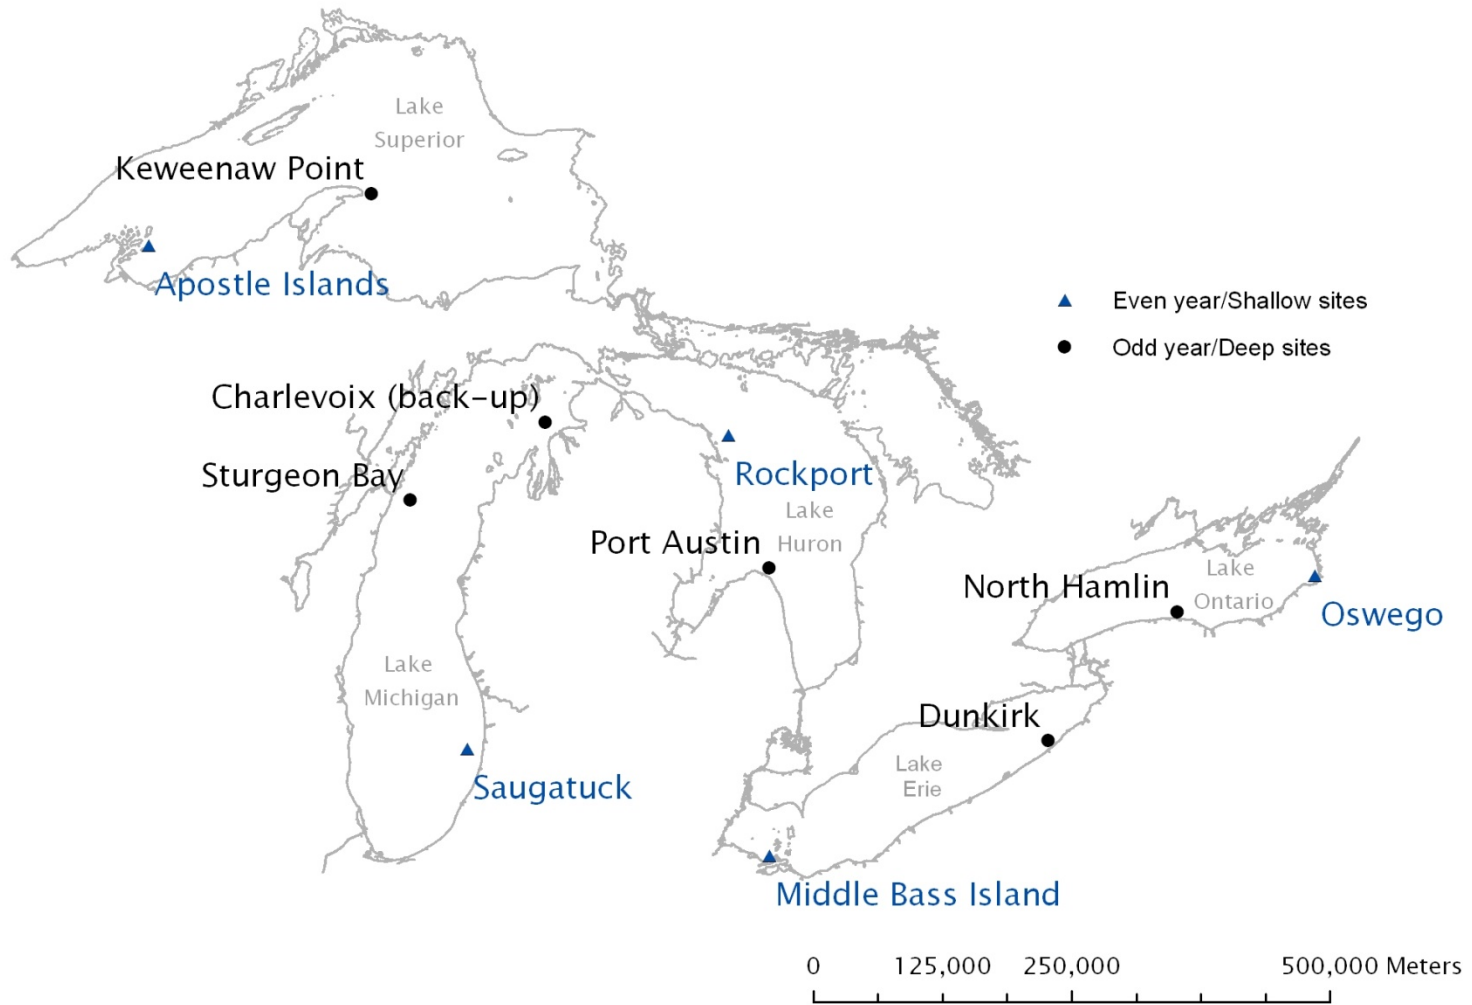 Lake
Superior
Keweenaw Point
Apostle Islands
Even year/Shallow sites
Odd year/Deep sites
Charlevoix (back-up)
Sturgeon Bay
Rockport
Lake
Huron
Port Austin
North Hamlin
Lake
Ontario
Oswego
Lake
Michigan
Dunkirk
Lake
Erie
Saugatuck
Middle Bass Island
0 125,000 250,000 500,000 Meters